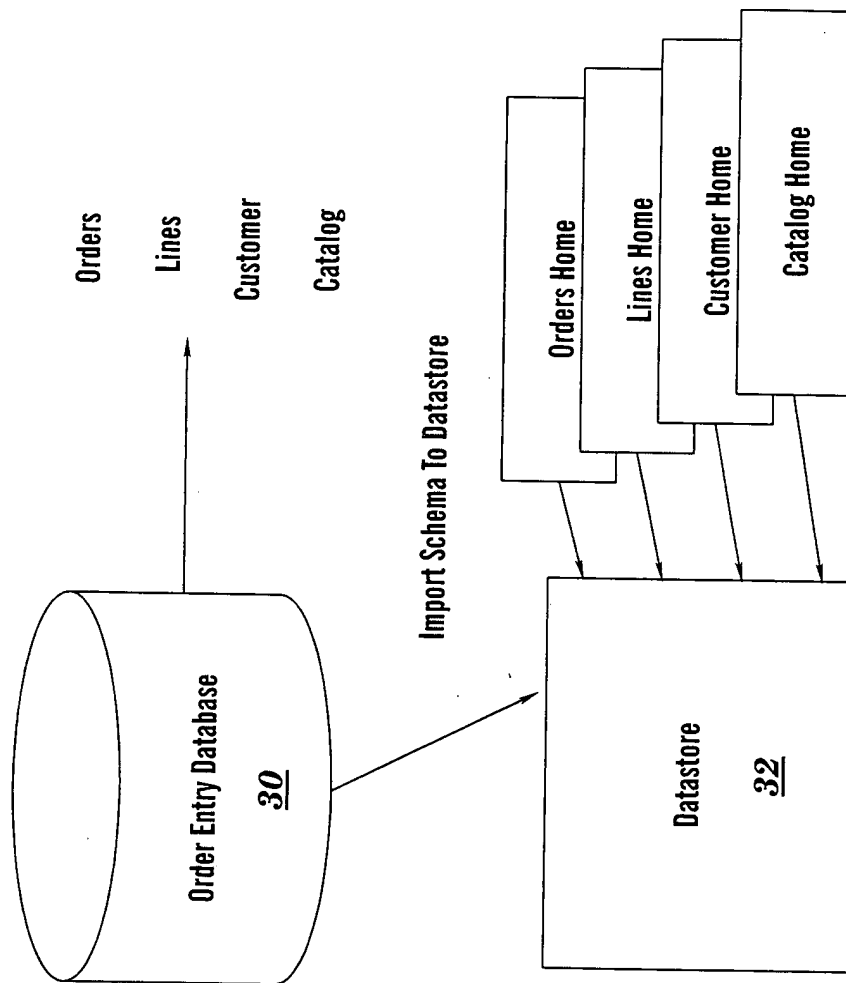 Order Entry Database
30
Orders
Lines
Customer
Catalog
Import Schema To Datastore
Datastore
32
Orders Home
Lines Home
Customer Home
Catalog Home